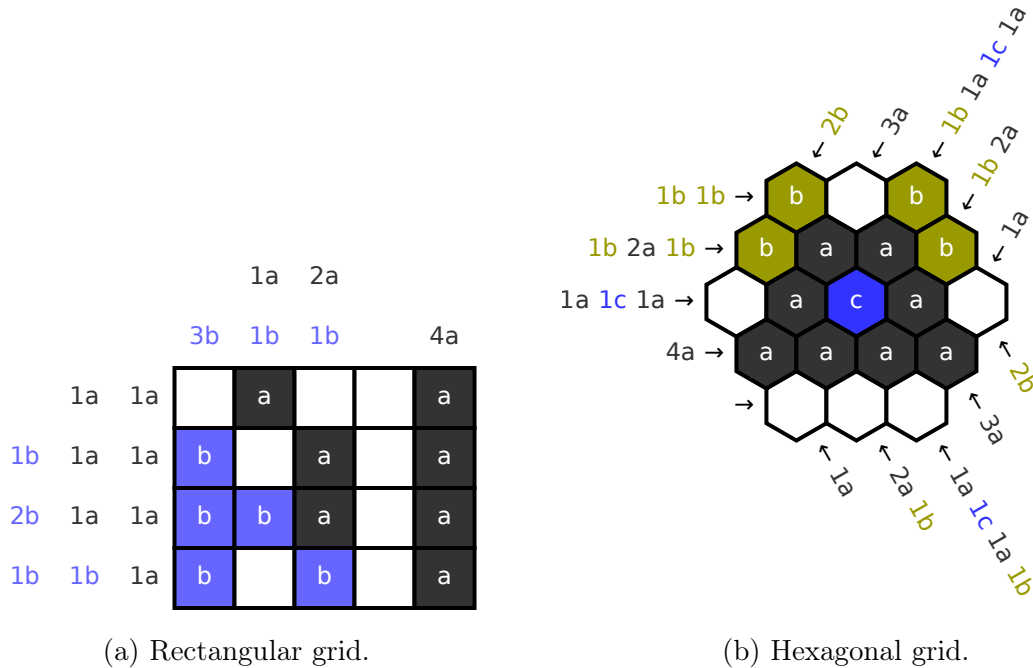 1a 2a
3b 1b 1b 4a
1a 1a a a
1b 1a 1a b a a
2b 1a 1a b b a a
1b 1b 1a b b a
(a) Rectangular grid.
1b 1a 1c 1a
2b
← 3a
← 1b 2a
← 1a
1b 1b → b b
1b 2a 1b → b a a b
1a 1c 1a → a c a
4a → a a a a
→
← 2b
← 3a
← 1a
← 2a 1b
← 1a 1c 1a 1b
(b) Hexagonal grid.